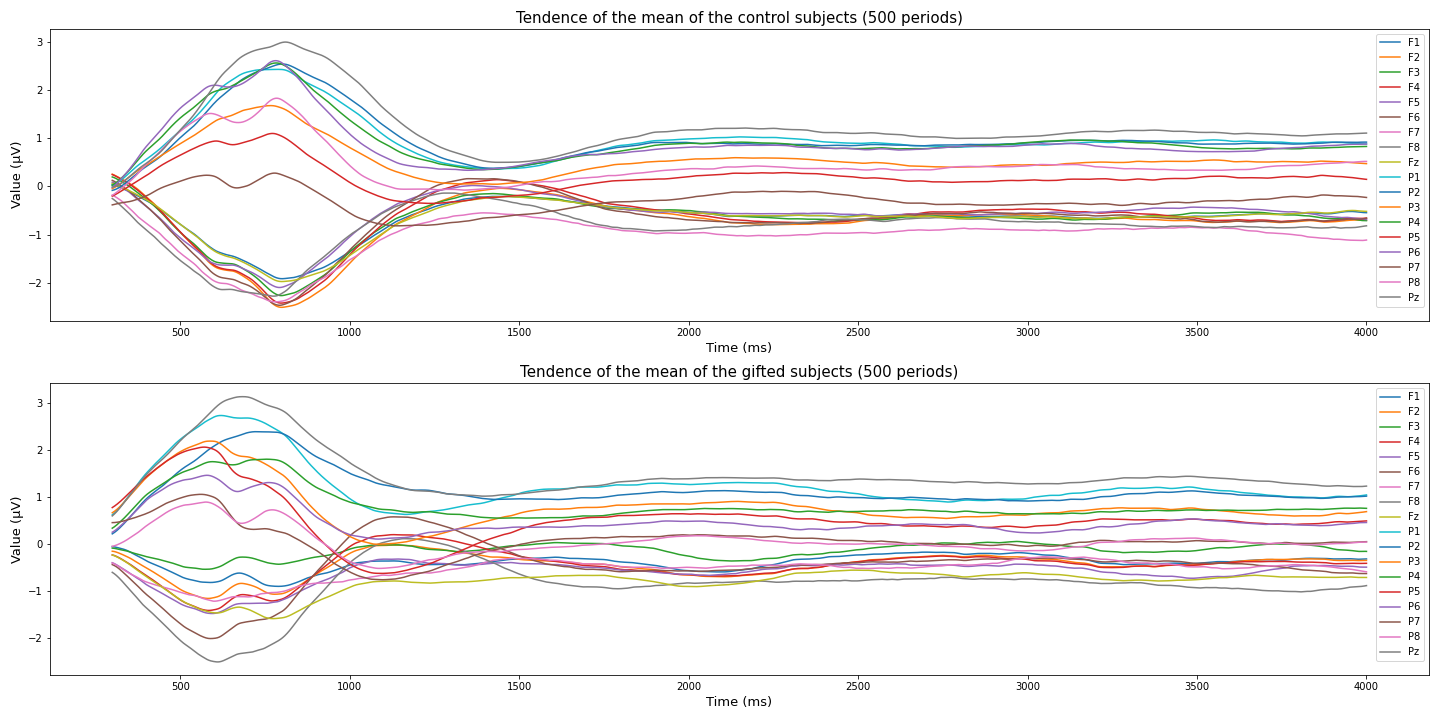 Tendence of the mean of the control subjects (500 periods)
Value (μV)
3
2
1
0
−1
−2
500
1000
1500
2000
2500
3000
3500
4000
Time (ms)
F1
F2
F3
F4
F5
F6
F7
F8
Fz
P1
P2
P3
P4
P5
P6
P7
P8
Pz
Tendence of the mean of the gifted subjects (500 periods)
Value (μV)
3
2
1
0
−1
−2
500
1000
1500
2000
2500
3000
3500
4000
Time (ms)
F1
F2
F3
F4
F5
F6
F7
F8
Fz
P1
P2
P3
P4
P5
P6
P7
P8
Pz